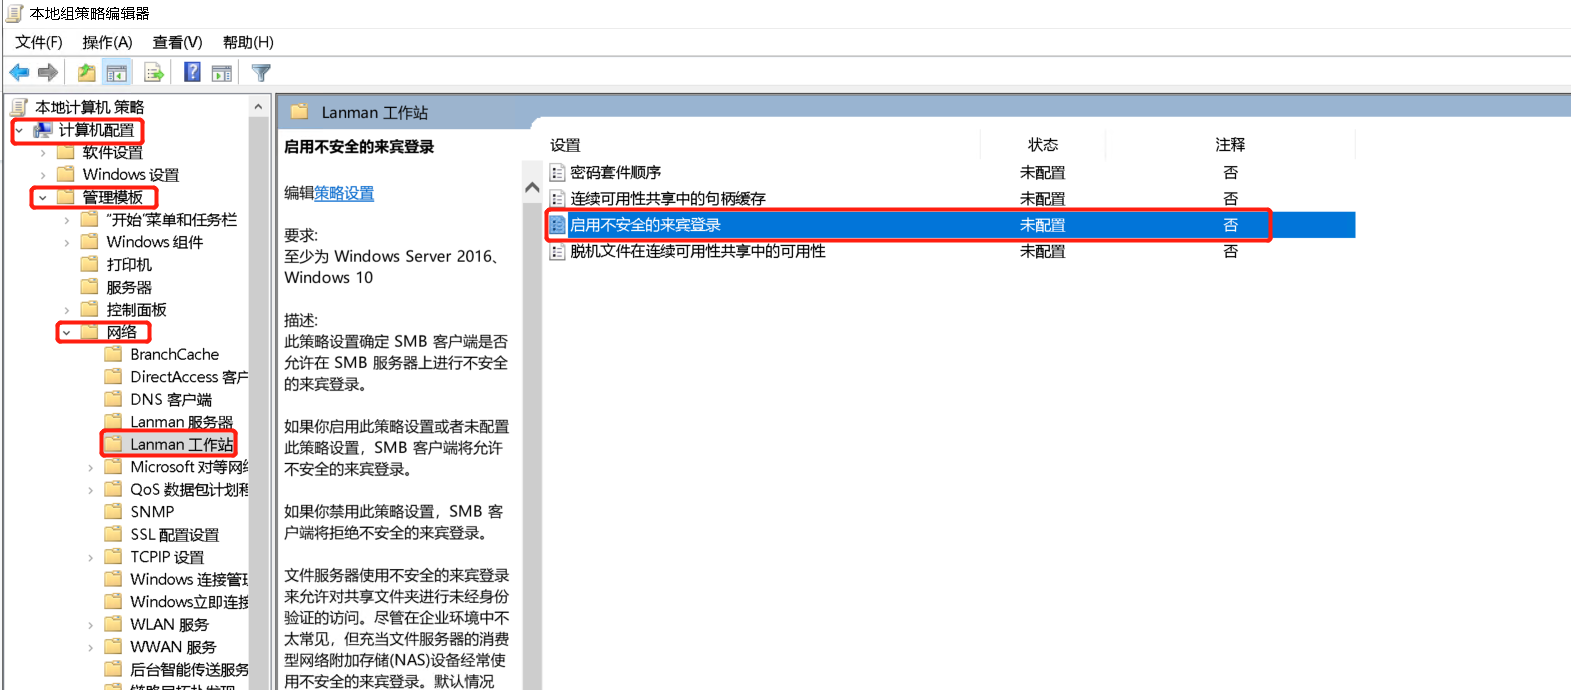 本地组策略编辑器
文件(F) 操作(A) 查看(V) 帮助(H)
本地计算机 策略
计算机配置
软件设置
Windows 设置
管理模板
"开始"菜单和任务栏
Windows 组件
打印机
服务器
控制面板
网络
BranchCache
DirectAccess 客户
DNS 客户端
Lanman 服务器
Lanman 工作站
Microsoft 对等网络
QoS 数据包计划程
SNMP
SSL 配置设置
TCPIP 设置
Windows 连接管理
Windows立即连接
WLAN 服务
WWAN 服务
后台智能传送服务
链路层拓扑发现
Lanman 工作站
启用不安全的来宾登录
编辑策略设置
要求:
至少为 Windows Server 2016、
Windows 10
描述:
此策略设置确定 SMB 客户端是否
允许在 SMB 服务器上进行不安全
的来宾登录。
如果你启用此策略设置或者未配置
此策略设置，SMB 客户端将允许
不安全的来宾登录。
如果你禁用此策略设置，SMB 客
户端将拒绝不安全的来宾登录。
文件服务器使用不安全的来宾登录
来允许对共享文件夹进行未经身份
验证的访问。尽管在企业环境中不
太常见，但充当文件服务器的消费
型网络附加存储(NAS)设备经常使
用不安全的来宾登录。默认情况
设置 状态 注释
密码套件顺序 未配置 否
连续可用性共享中的句柄缓存 未配置 否
启用不安全的来宾登录 未配置 否
脱机文件在连续可用性共享中的可用性 未配置 否